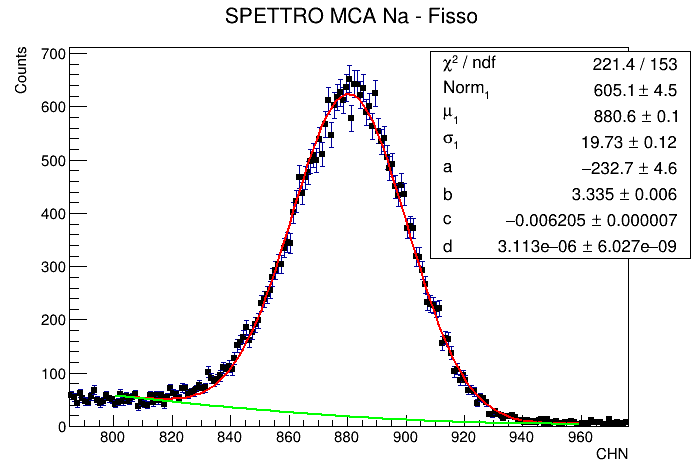 SPETTRO MCA Na - Fisso
Counts
700
600
500
400
300
200
100
0
800
820
840
860
880
900
920
940
960
CHN
χ² / ndf 221.4 / 153
Norm₁ 605.1 ± 4.5
μ₁ 880.6 ± 0.1
σ₁ 19.73 ± 0.12
a −232.7 ± 4.6
b 3.335 ± 0.006
c −0.006205 ± 0.000007
d 3.113e−06 ± 6.027e−09